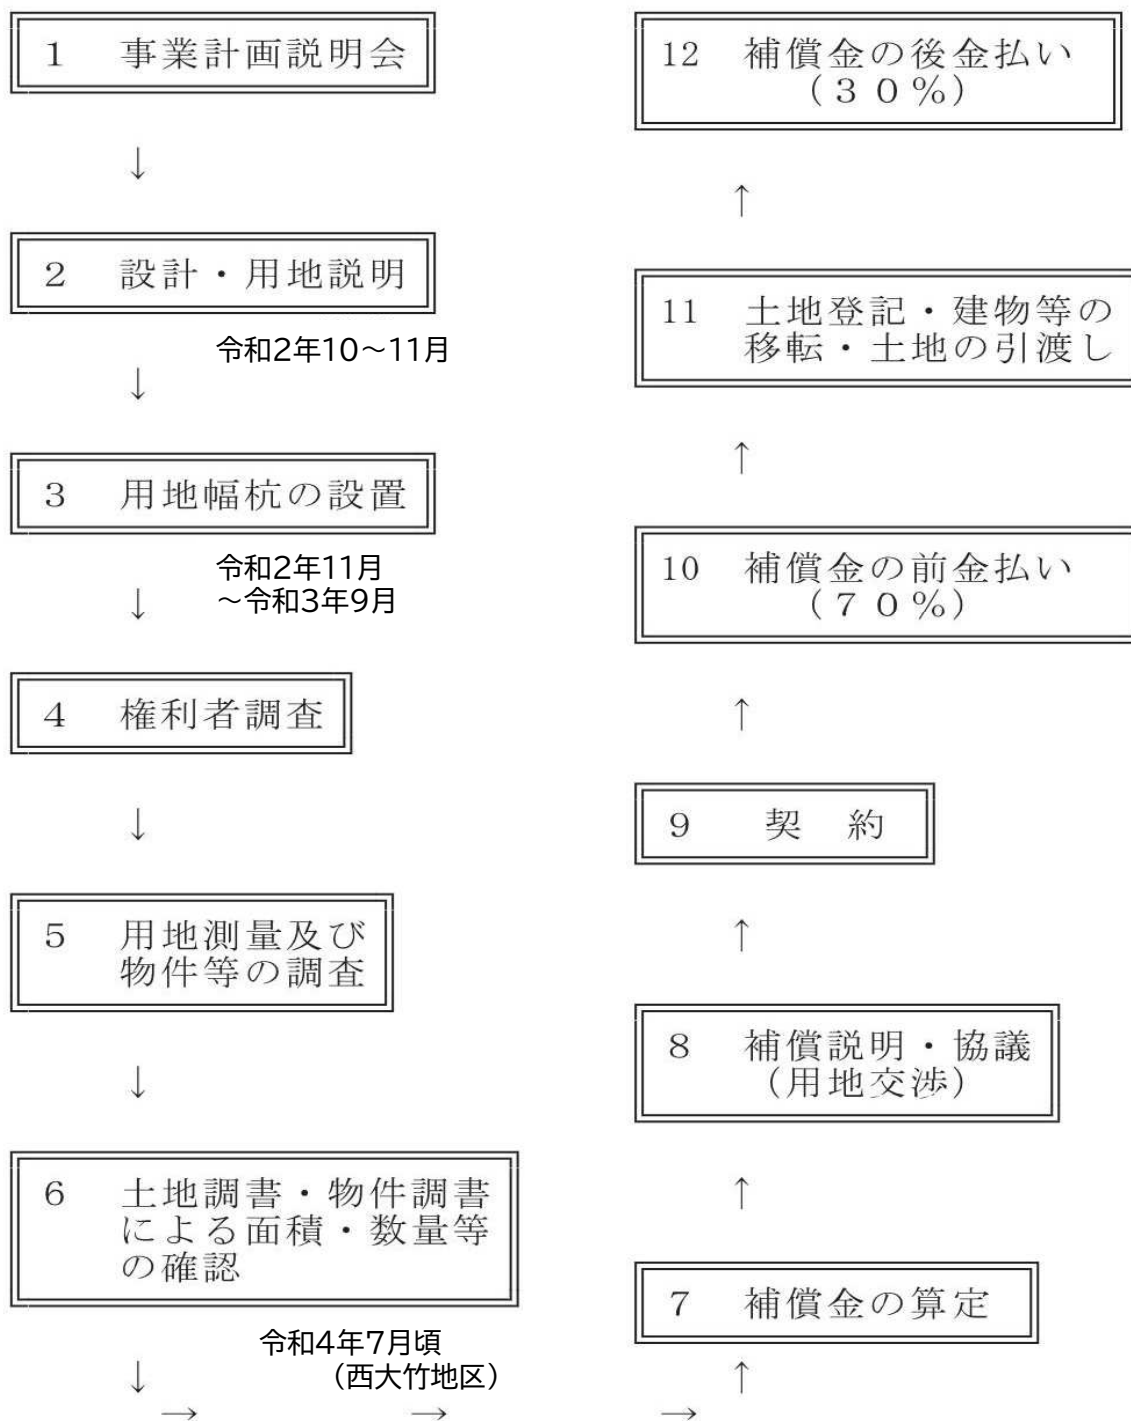 1 事業計画説明会
↓
2 設計・用地説明
令和2年10～11月
↓
3 用地幅杭の設置
令和2年11月
～令和3年9月
↓
4 権利者調査
↓
5 用地測量及び
物件等の調査
↓
6 土地調書・物件調書
による面積・数量等
の確認
令和4年7月頃
（西大竹地区）
↓
→ → →
↑
7 補償金の算定
↑
8 補償説明・協議
（用地交渉）
↑
9 契　約
↑
10 補償金の前金払い
（７０％）
↑
11 土地登記・建物等の
移転・土地の引渡し
↑
12 補償金の後金払い
（３０％）